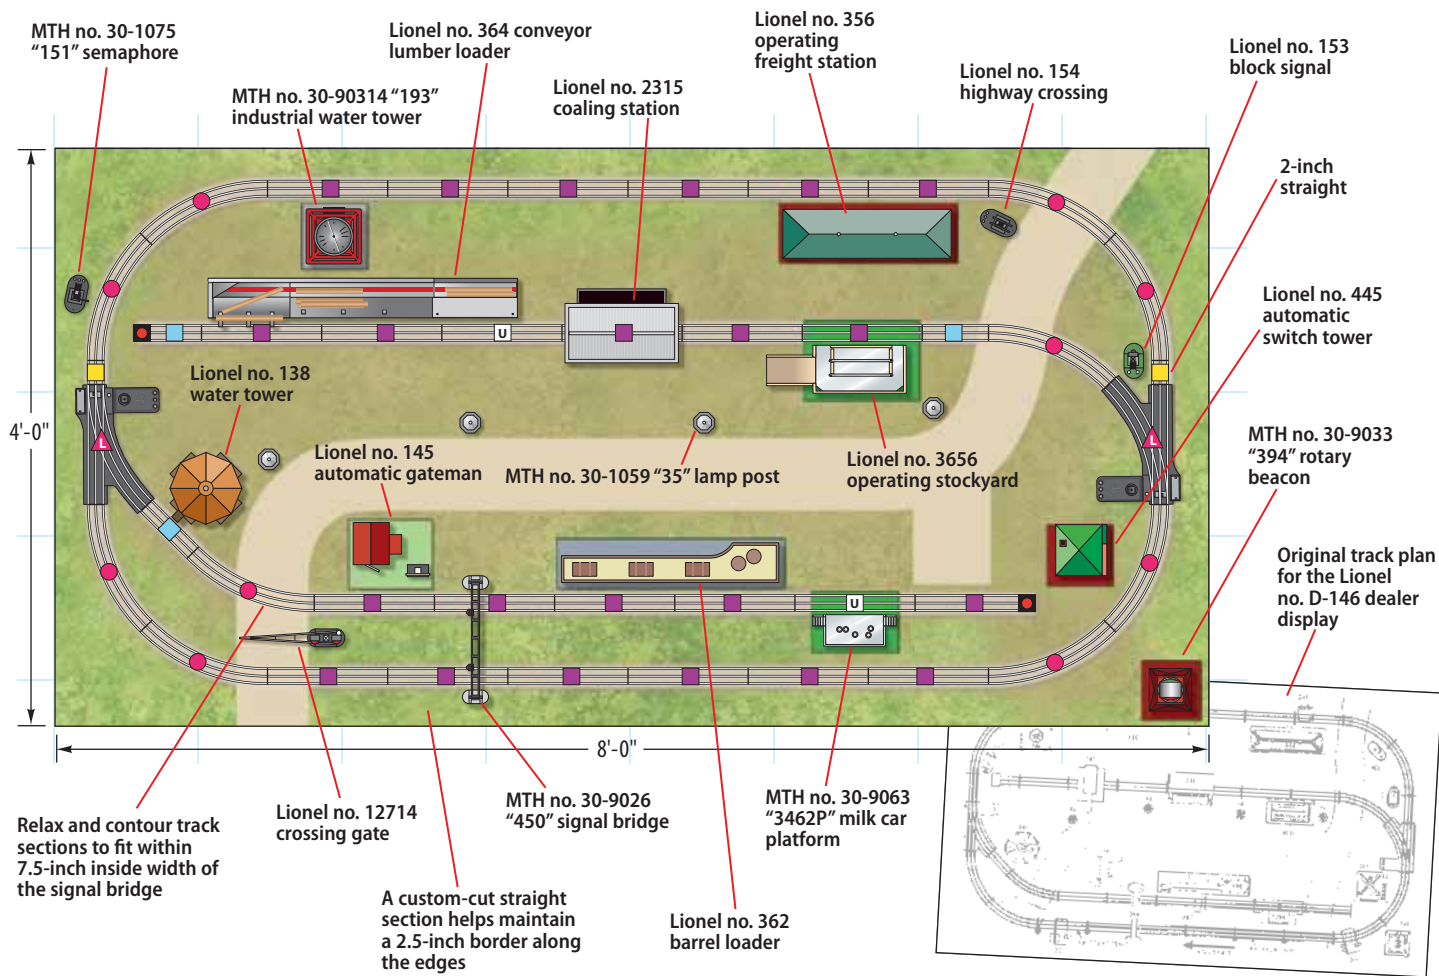 MTH no. 30-1075
“151” semaphore
Lionel no. 364 conveyor
lumber loader
MTH no. 30-90314 “193”
industrial water tower
Lionel no. 2315
coaling station
Lionel no. 356
operating
freight station
Lionel no. 154
highway crossing
Lionel no. 153
block signal
2-inch
straight
Lionel no. 445
automatic
switch tower
U
Lionel no. 138
water tower
4'-0"
L
L
Lionel no. 145
automatic gateman
MTH no. 30-1059 “35” lamp post
Lionel no. 3656
operating stockyard
MTH no. 30-9033
“394” rotary
beacon
Original track plan
for the Lionel
no. D-146 dealer
display
U
8'-0"
Relax and contour track
sections to fit within
7.5-inch inside width of
the signal bridge
Lionel no. 12714
crossing gate
MTH no. 30-9026
“450” signal bridge
MTH no. 30-9063
“3462P” milk car
platform
A custom-cut straight
section helps maintain
a 2.5-inch border along
the edges
Lionel no. 362
barrel loader